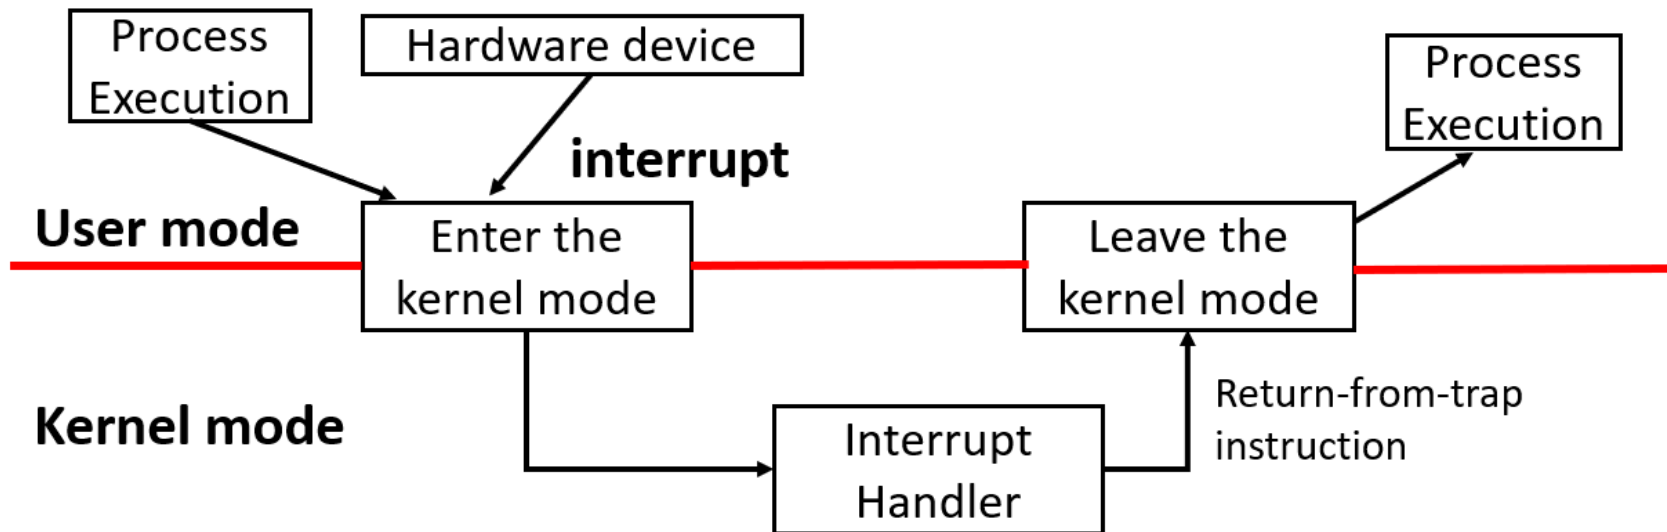 Process
Execution
Hardware device
Process
Execution
interrupt
User mode
Enter the
kernel mode
Leave the
kernel mode
Kernel mode
Interrupt
Handler
Return-from-trap
instruction